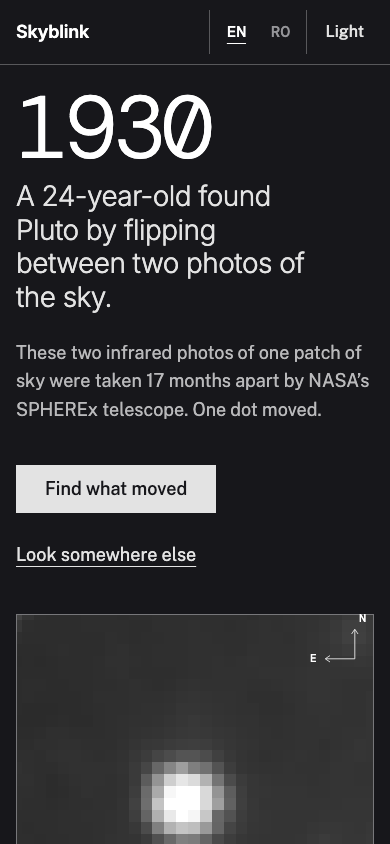 Skyblink
EN RO Light
1930
A 24-year-old found
Pluto by flipping
between two photos of
the sky.
These two infrared photos of one patch of
sky were taken 17 months apart by NASA’s
SPHEREx telescope. One dot moved.
Find what moved
Look somewhere else
N
E